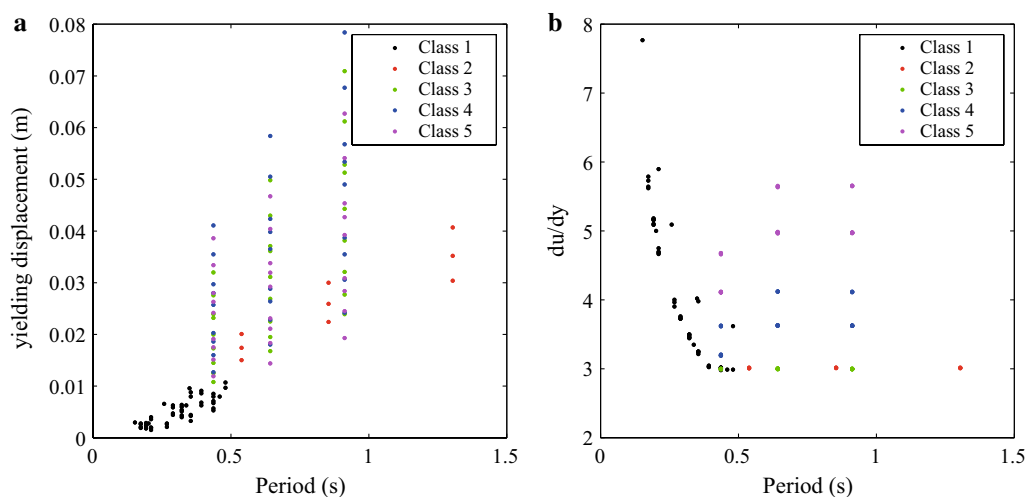 a
0.08
0.07
0.06
0.05
0.04
0.03
0.02
0.01
0
yielding displacement (m)
0
0.5
1
1.5
Period (s)
Class 1
Class 2
Class 3
Class 4
Class 5
b
8
7
6
5
4
3
2
du/dy
0
0.5
1
1.5
Period (s)
Class 1
Class 2
Class 3
Class 4
Class 5